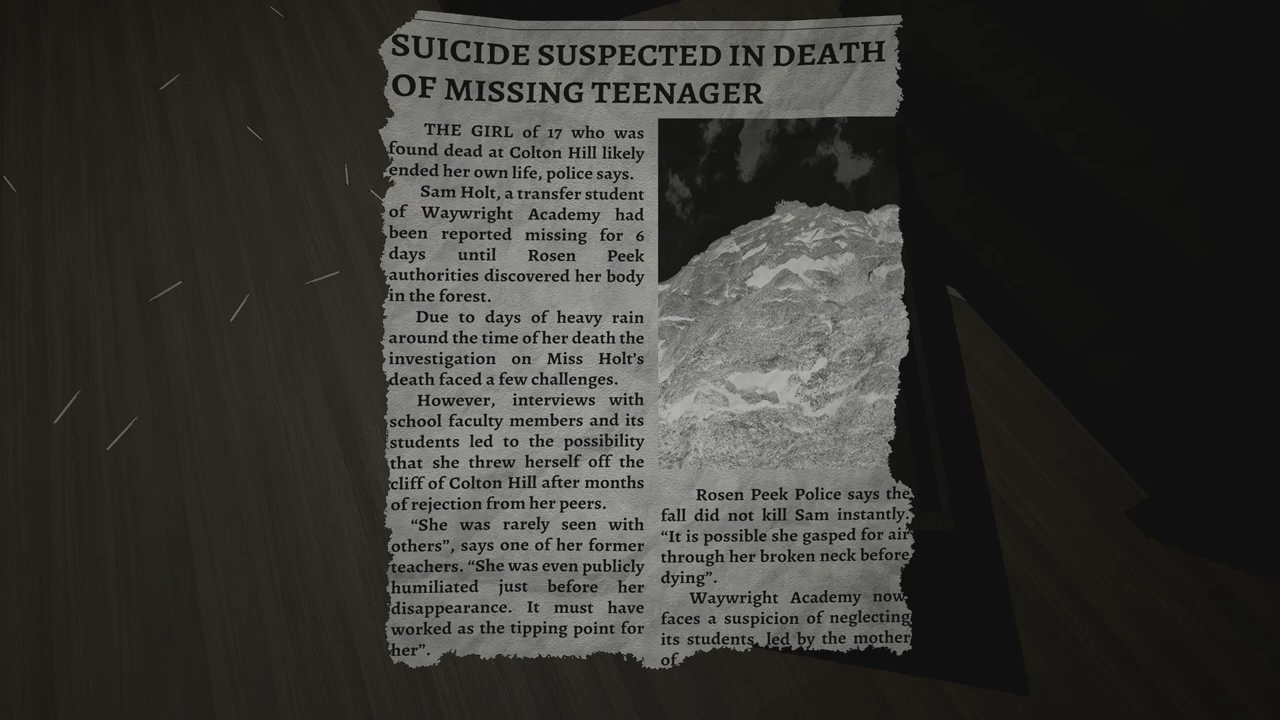 SUICIDE SUSPECTED IN DEATH
OF MISSING TEENAGER
THE GIRL of 17 who was
found dead at Colton Hill likely
ended her own life, police says.
Sam Holt, a transfer student
of Waywright Academy had
been reported missing for 6
days until Rosen Peek
authorities discovered her body
in the forest.
Due to days of heavy rain
around the time of her death the
investigation on Miss Holt’s
death faced a few challenges.
However, interviews with
school faculty members and its
students led to the possibility
that she threw herself off the
cliff of Colton Hill after months
of rejection from her peers.
“She was rarely seen with
others”, says one of her former
teachers. “She was even publicly
humiliated just before her
disappearance. It must have
worked as the tipping point for
her”.
Rosen Peek Police says the
fall did not kill Sam instantly.
“It is possible she gasped for air
through her broken neck before
dying”.
Waywright Academy now
faces a suspicion of neglecting
its students, led by the mother
of